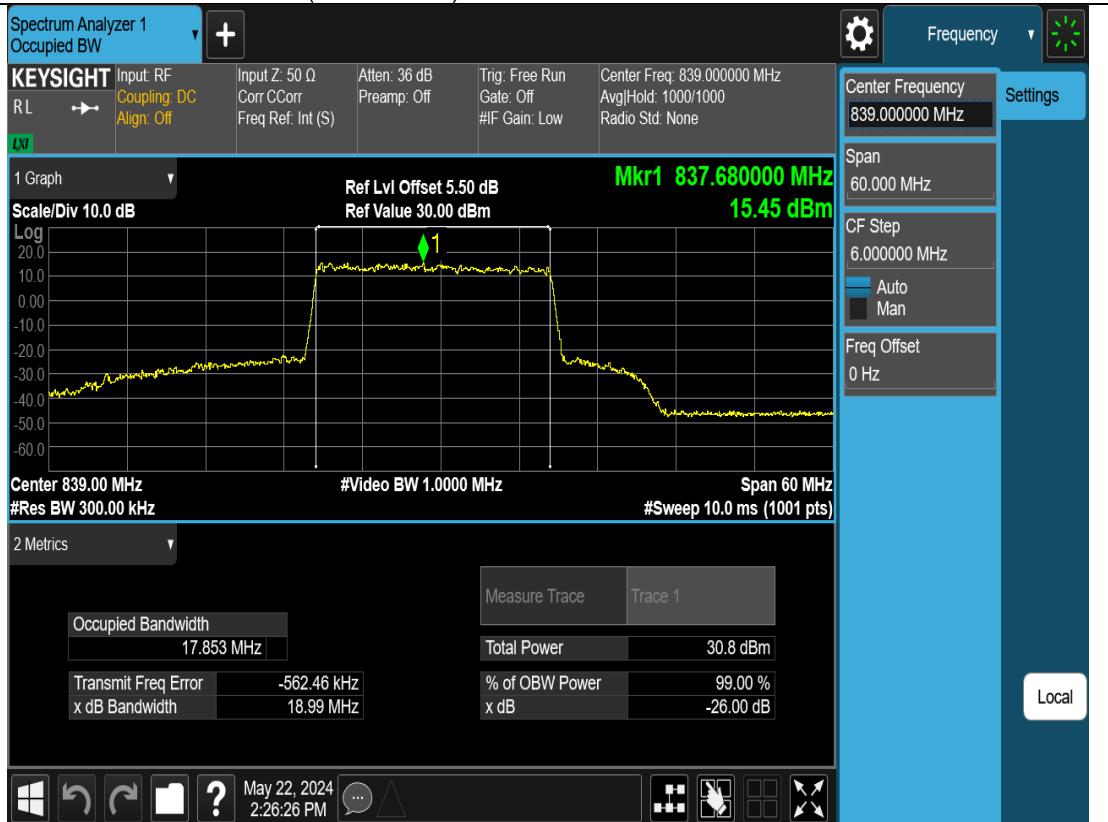 Spectrum Analyzer 1
Occupied BW
+
Frequency
KEYSIGHT
RL
LXI
Input: RF
Coupling: DC
Align: Off
Input Z: 50 Ω
Corr CCorr
Freq Ref: Int (S)
Atten: 36 dB
Preamp: Off
Trig: Free Run
Gate: Off
#IF Gain: Low
Center Freq: 839.000000 MHz
Avg|Hold: 1000/1000
Radio Std: None
Center Frequency
839.000000 MHz
Settings
Span
60.000 MHz
CF Step
6.000000 MHz
Auto
Man
Freq Offset
0 Hz
Local
1 Graph
Scale/Div 10.0 dB
Ref Lvl Offset 5.50 dB
Ref Value 30.00 dBm
Mkr1 837.680000 MHz
15.45 dBm
Log
1
20.0
10.0
0.00
-10.0
-20.0
-30.0
-40.0
-50.0
-60.0
Center 839.00 MHz
#Video BW 1.0000 MHz
Span 60 MHz
#Res BW 300.00 kHz
#Sweep 10.0 ms (1001 pts)
2 Metrics
Measure Trace Trace 1
Occupied Bandwidth
17.853 MHz
Total Power 30.8 dBm
Transmit Freq Error -562.46 kHz
% of OBW Power 99.00 %
x dB Bandwidth 18.99 MHz
x dB -26.00 dB
?
May 22, 2024
2:26:26 PM